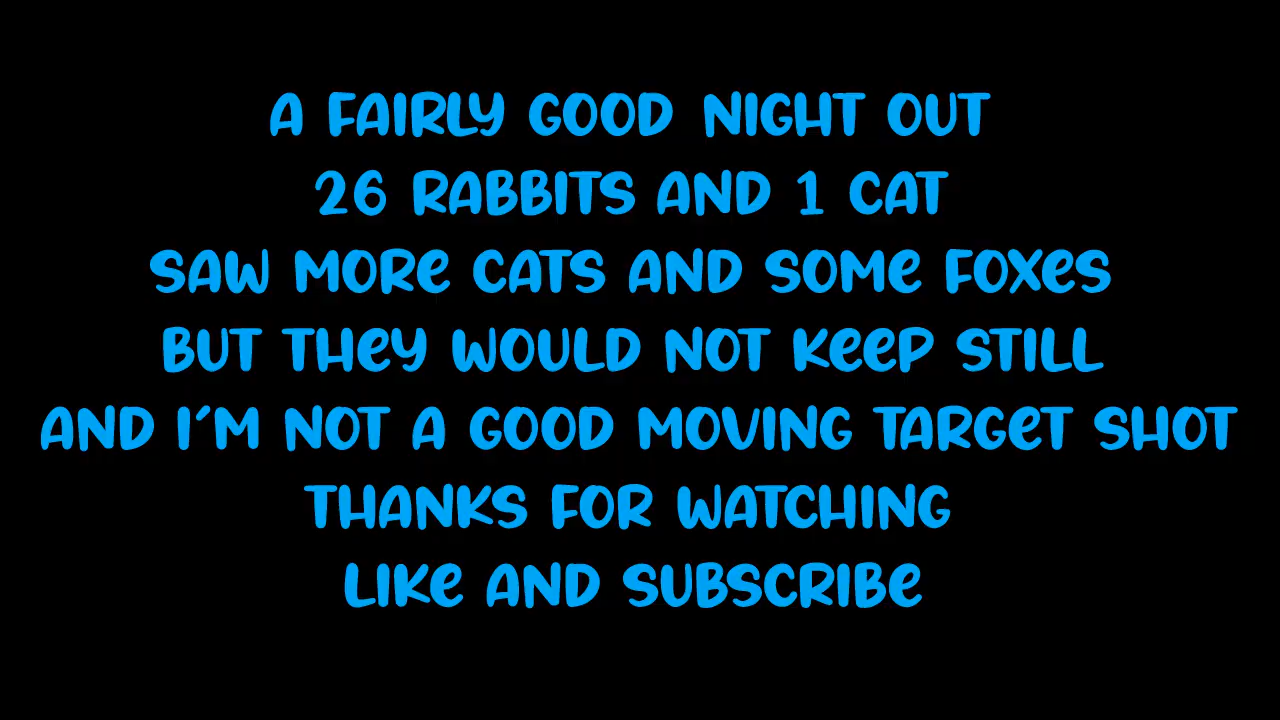 A FAIRLY GOOD NIGHT OUT
26 RABBITS AND 1 CAT
SAW MORE CATS AND SOME FOXES
BUT THEY WOULD NOT KEEP STILL
AND I'M NOT A GOOD MOVING TARGET SHOT
THANKS FOR WATCHING
LIKE AND SUBSCRIBE